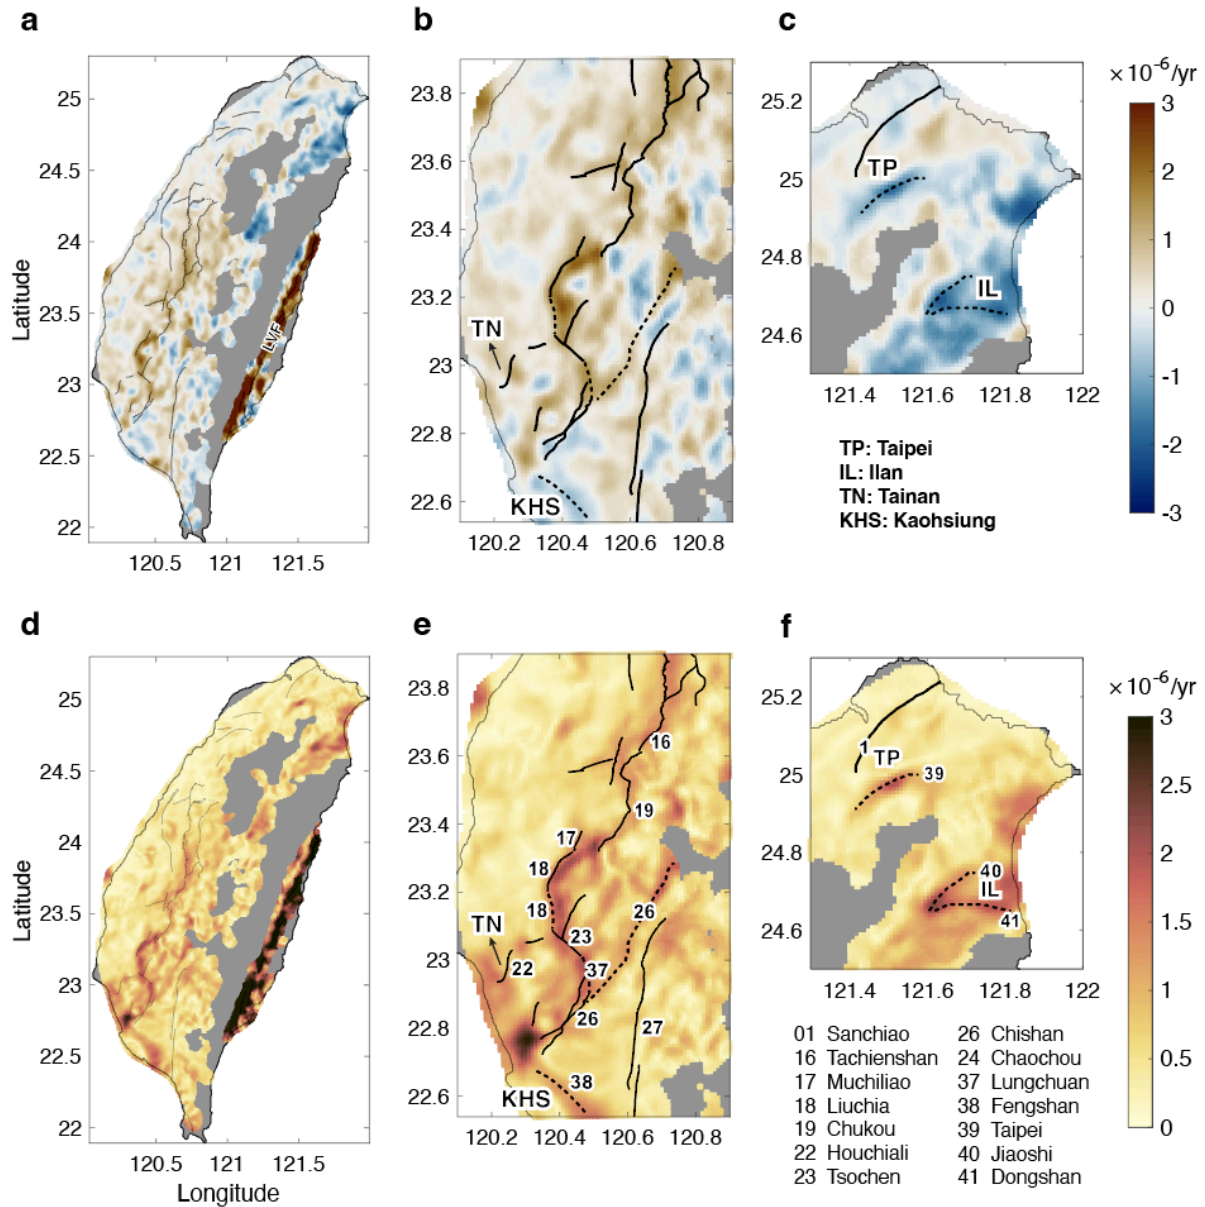 a
b
c
25
24.5
24
23.5
23
22.5
22
Latitude
120.5 121 121.5
LVF
23.8
23.6
23.4
23.2
23
22.8
22.6
TN
KHS
120.2 120.4 120.6 120.8
25.2
25
24.8
24.6
TP
IL
121.4 121.6 121.8 122
TP: Taipei
IL: Ilan
TN: Tainan
KHS: Kaohsiung
×10-6/yr
3
2
1
0
-1
-2
-3
d
e
f
25
24.5
24
23.5
23
22.5
22
Latitude
120.5 121 121.5
Longitude
23.8
23.6
23.4
23.2
23
22.8
22.6
16
19
17
18
18
26
TN
23
22
37
26
27
38
KHS
120.2 120.4 120.6 120.8
25.2
25
24.8
24.6
1
TP
39
40
IL
41
121.4 121.6 121.8 122
01 Sanchiao 26 Chishan
16 Tachienshan 24 Chaochou
17 Muchiliao 37 Lungchuan
18 Liuchia 38 Fengshan
19 Chukou 39 Taipei
22 Houchiali 40 Jiaoshi
23 Tsochen 41 Dongshan
×10-6/yr
3
2.5
2
1.5
1
0.5
0